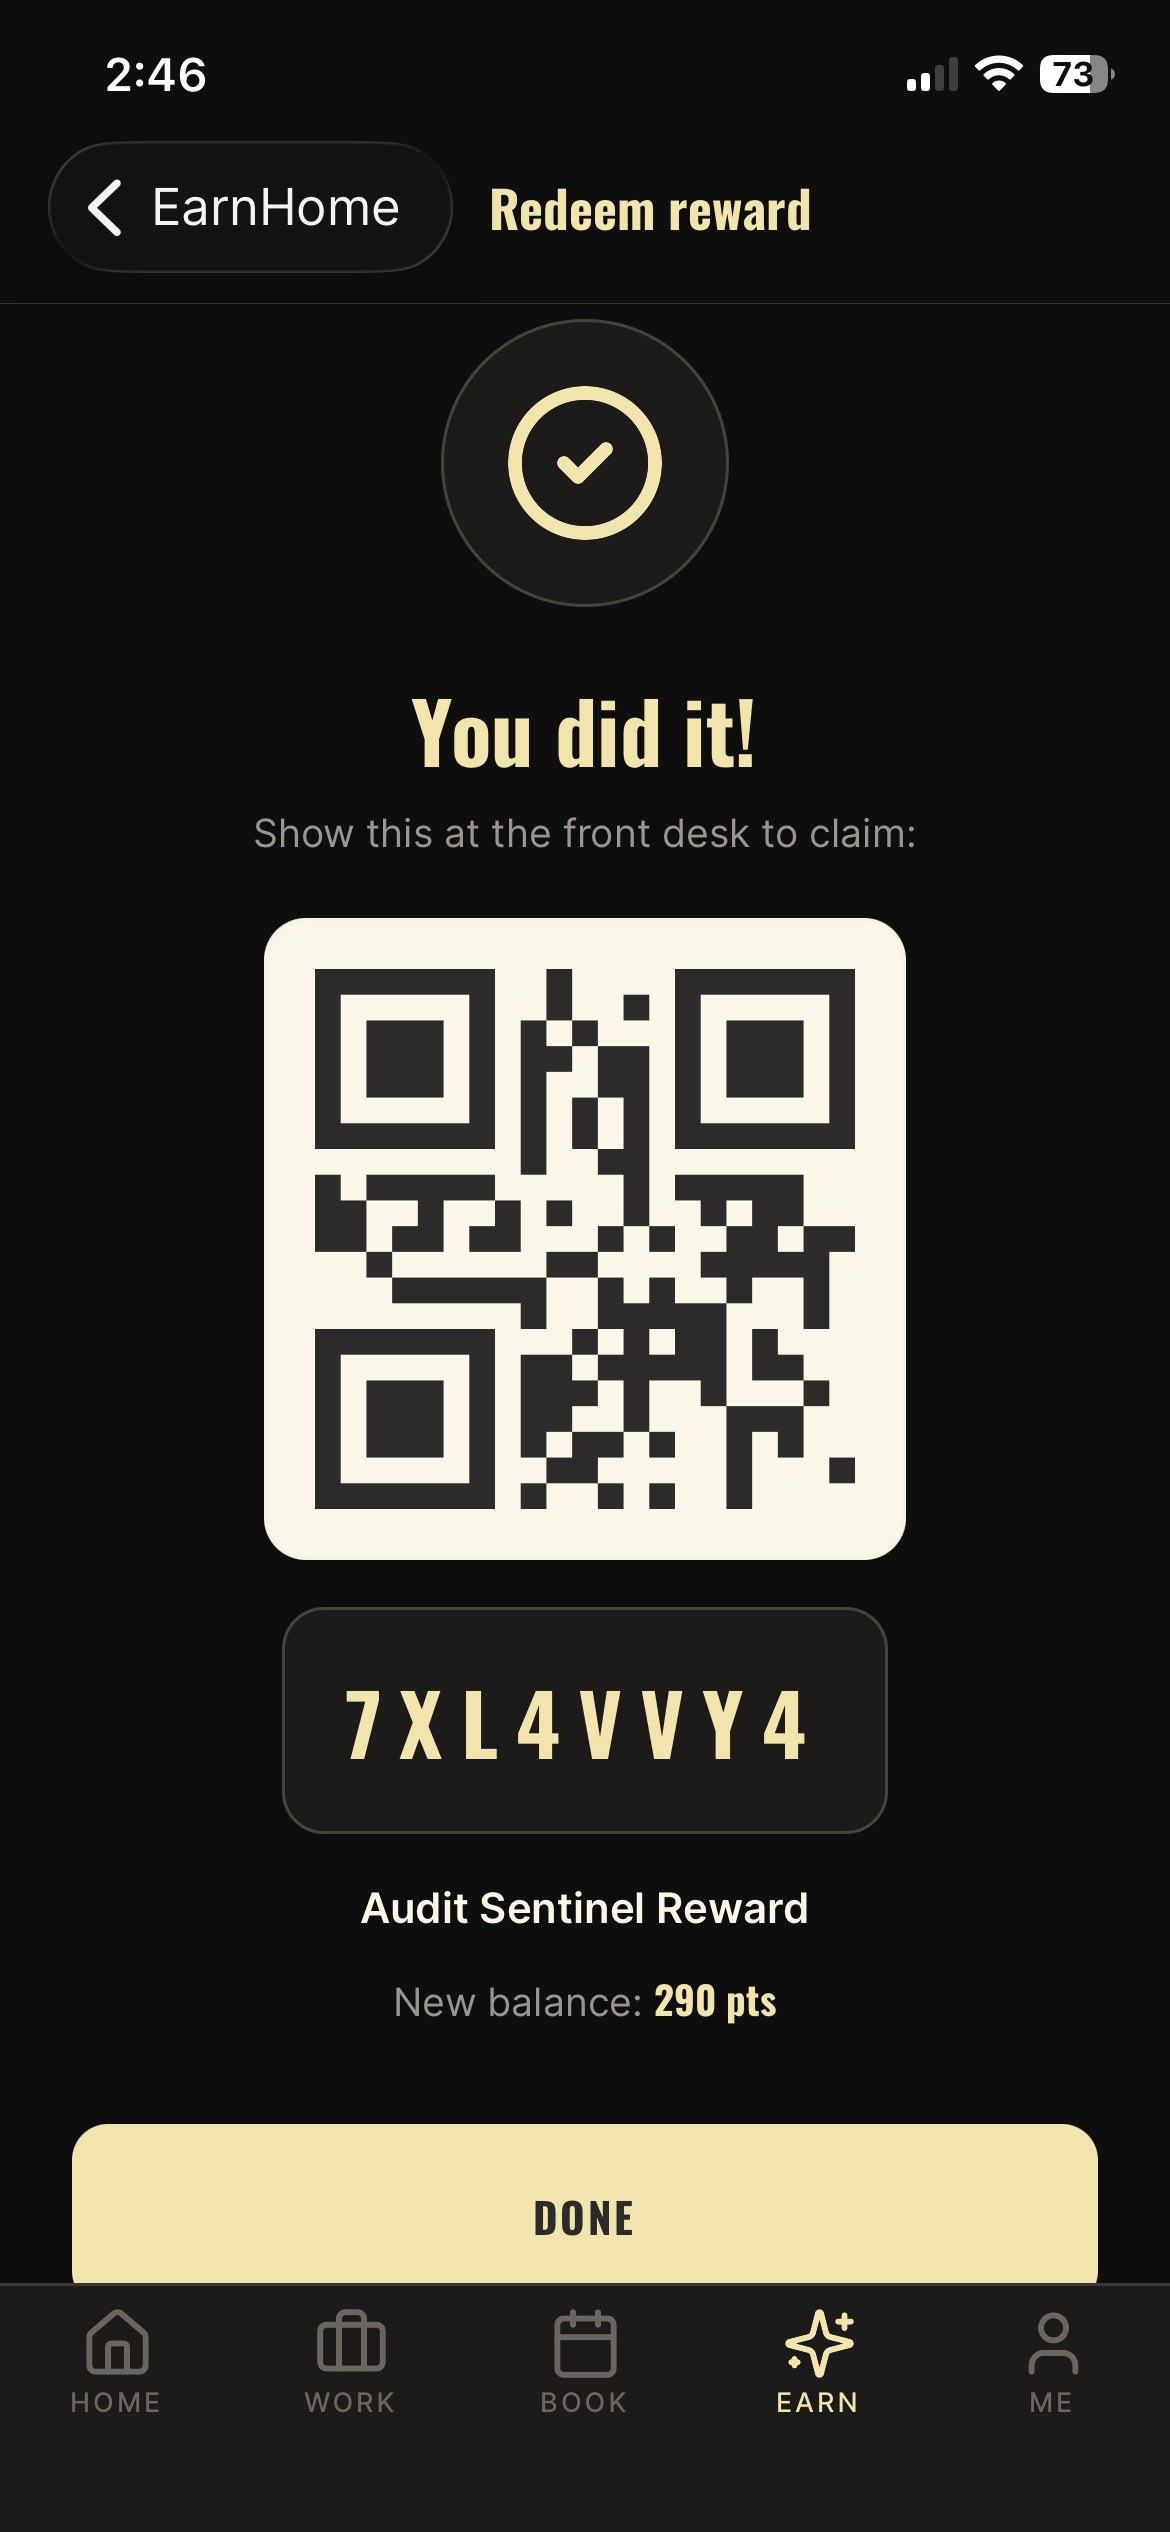 2:46
73
EarnHome
Redeem reward
You did it!
Show this at the front desk to claim:
7XL4VVY4
Audit Sentinel Reward
New balance: 290 pts
DONE
HOME WORK BOOK EARN ME